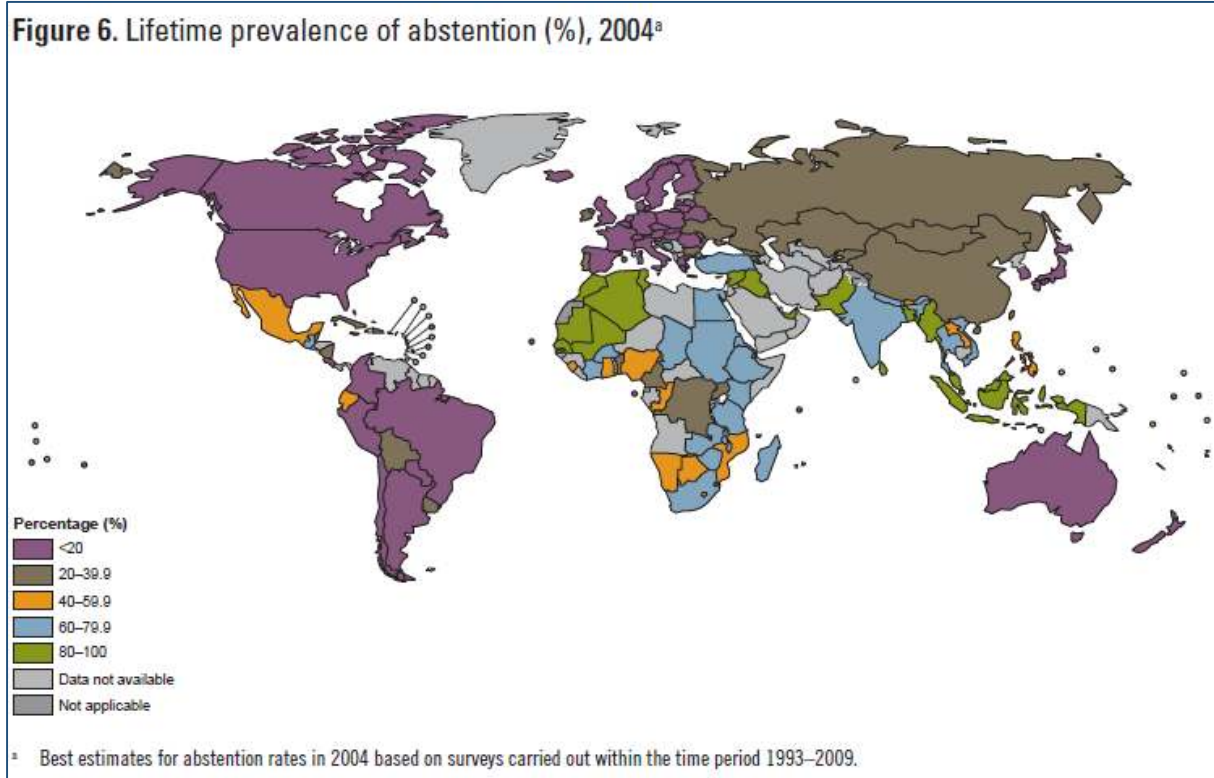 Figure 6. Lifetime prevalence of abstention (%), 2004ᵃ
Percentage (%)
<20
20–39.9
40–59.9
60–79.9
80–100
Data not available
Not applicable
ᵃ Best estimates for abstention rates in 2004 based on surveys carried out within the time period 1993–2009.